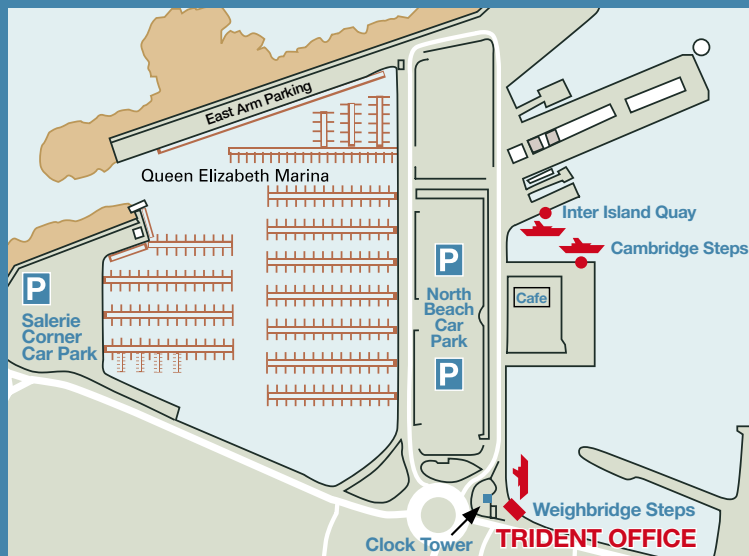 East Arm Parking
Queen Elizabeth Marina
Inter Island Quay
Cambridge Steps
P
P
Salerie
Corner
Car Park
North
Beach
Car
Park
Cafe
P
Weighbridge Steps
Clock Tower
TRIDENT OFFICE